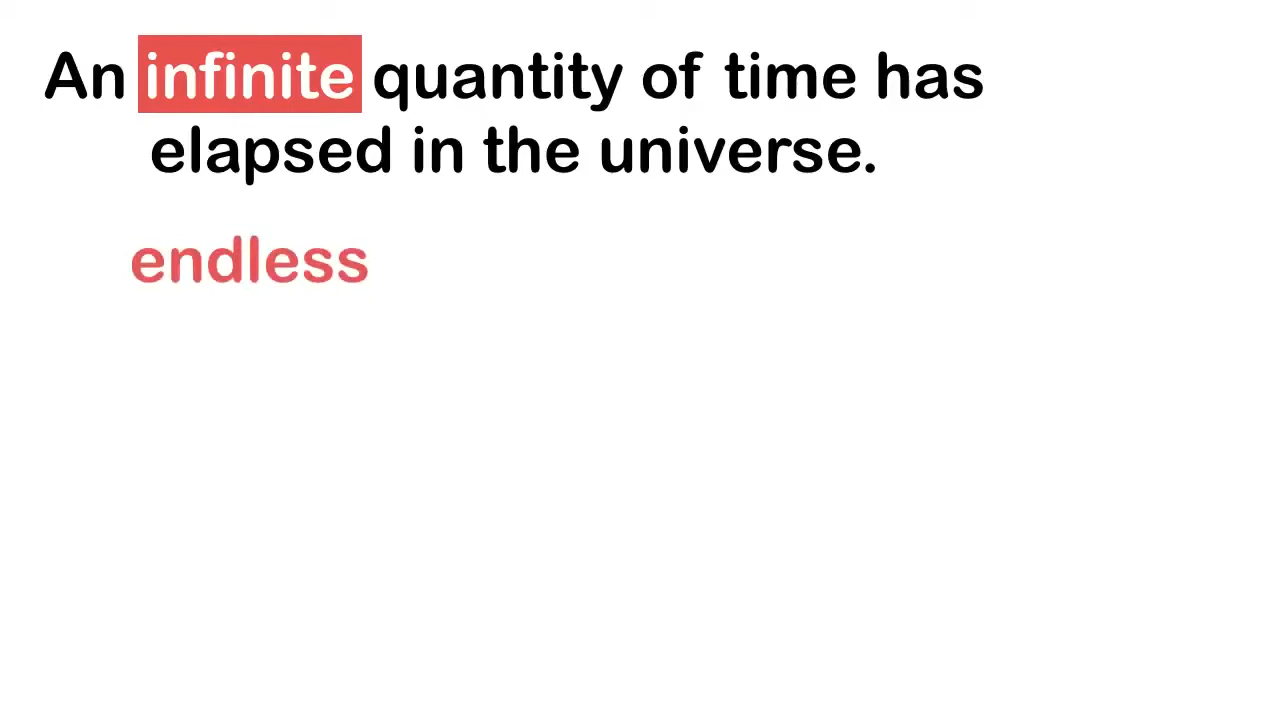 An infinite quantity of time has
elapsed in the universe.
endless